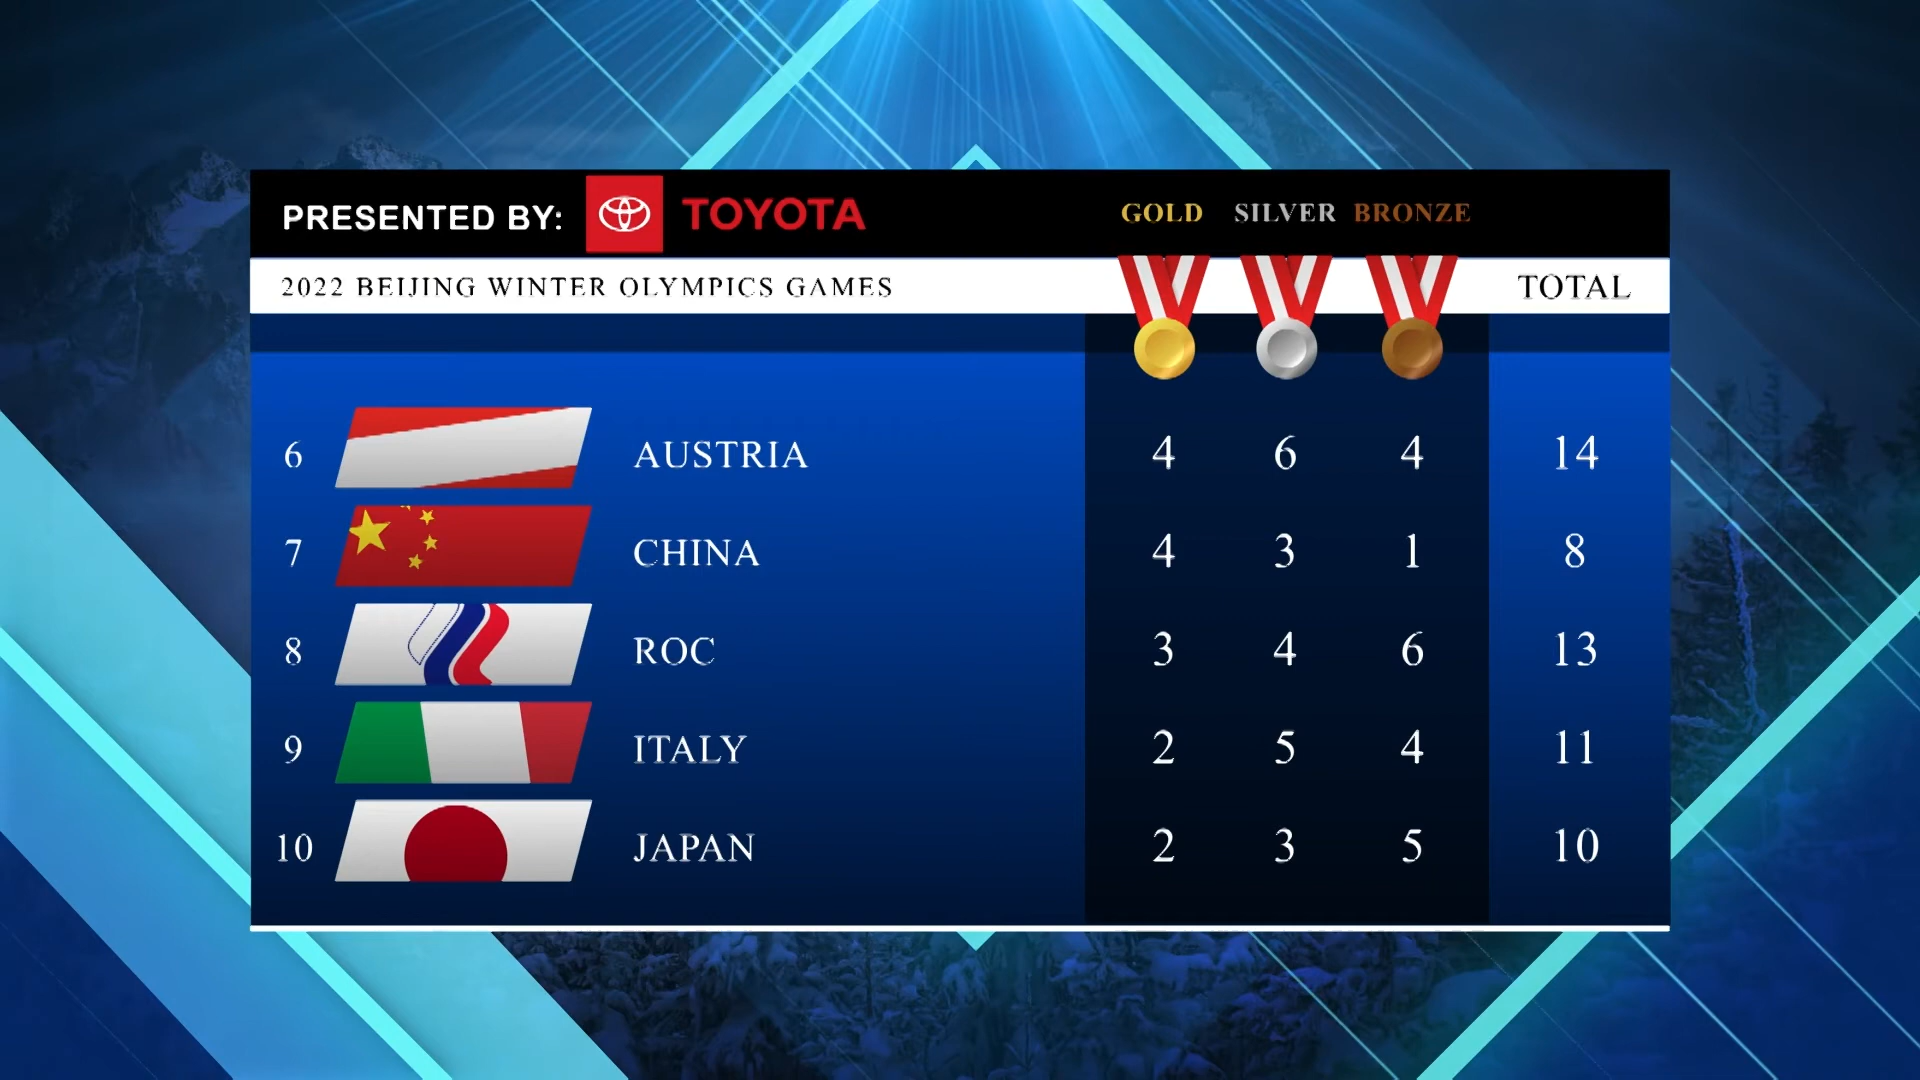 PRESENTED BY: TOYOTA GOLD SILVER BRONZE
2022 BEIJING WINTER OLYMPICS GAMES TOTAL
6 AUSTRIA 4 6 4 14
7 CHINA 4 3 1 8
8 ROC 3 4 6 13
9 ITALY 2 5 4 11
10 JAPAN 2 3 5 10